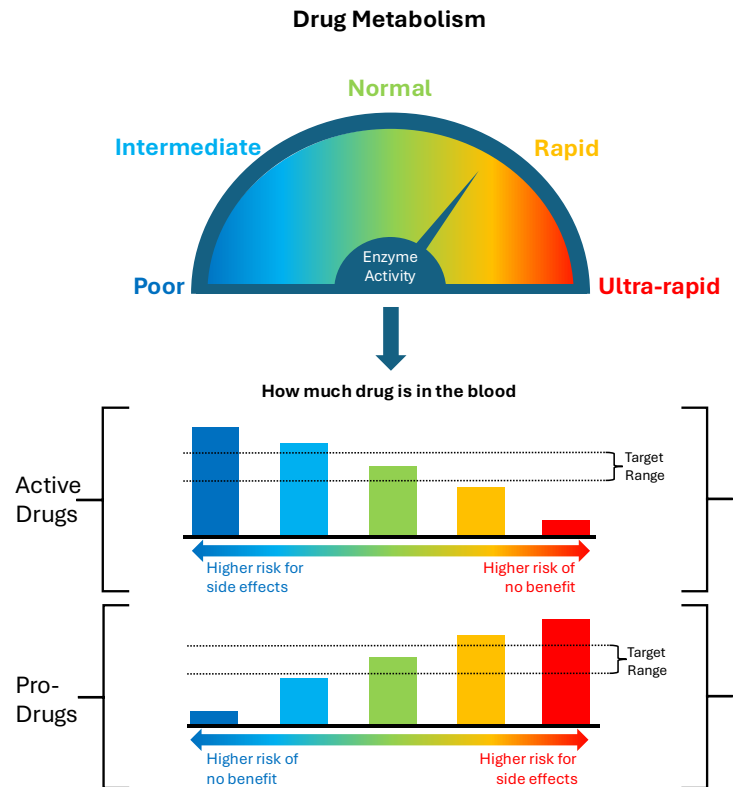 Drug Metabolism
Normal
Intermediate
Rapid
Enzyme
Activity
Poor
Ultra-rapid
How much drug is in the blood
Active
Drugs
Target
Range
Higher risk for
side effects
Higher risk of
no benefit
Pro-
Drugs
Target
Range
Higher risk of
no benefit
Higher risk for
side effects